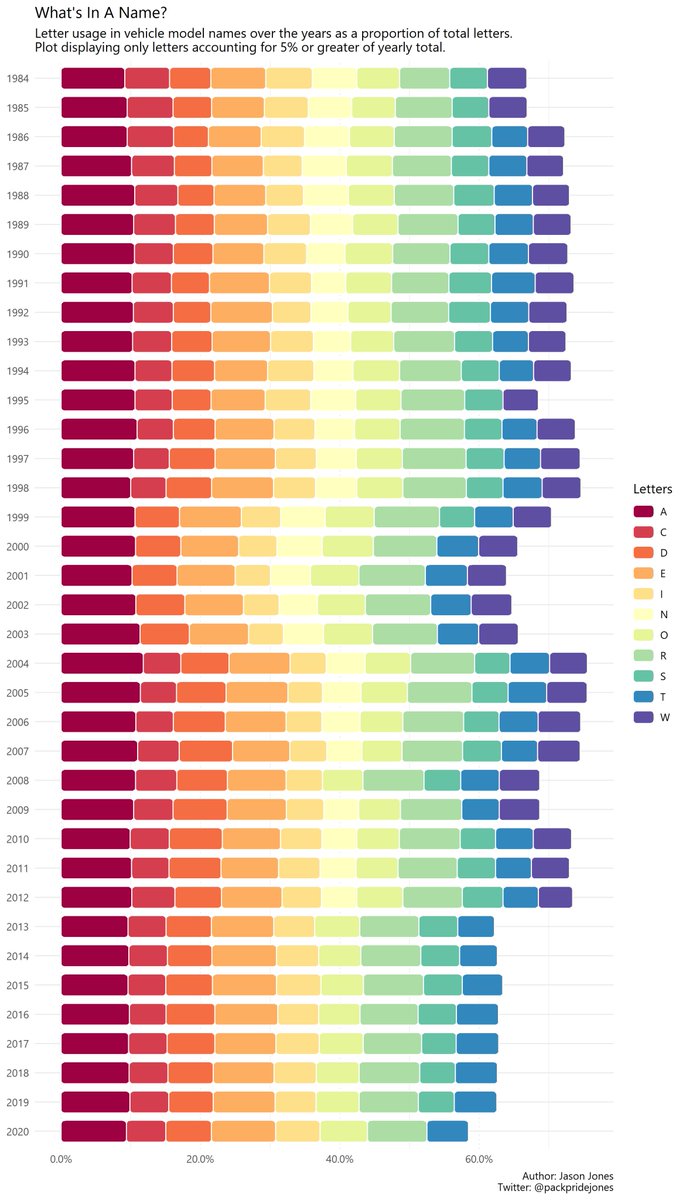 What's In A Name?
Letter usage in vehicle model names over the years as a proportion of total letters.
Plot displaying only letters accounting for 5% or greater of yearly total.
1984
1985
1986
1987
1988
1989
1990
1991
1992
1993
1994
1995
1996
1997
1998
1999
2000
2001
2002
2003
2004
2005
2006
2007
2008
2009
2010
2011
2012
2013
2014
2015
2016
2017
2018
2019
2020
0.0% 20.0% 40.0% 60.0%
Letters
A
C
D
E
I
N
O
R
S
T
W
Author: Jason Jones
Twitter: @packpridejones